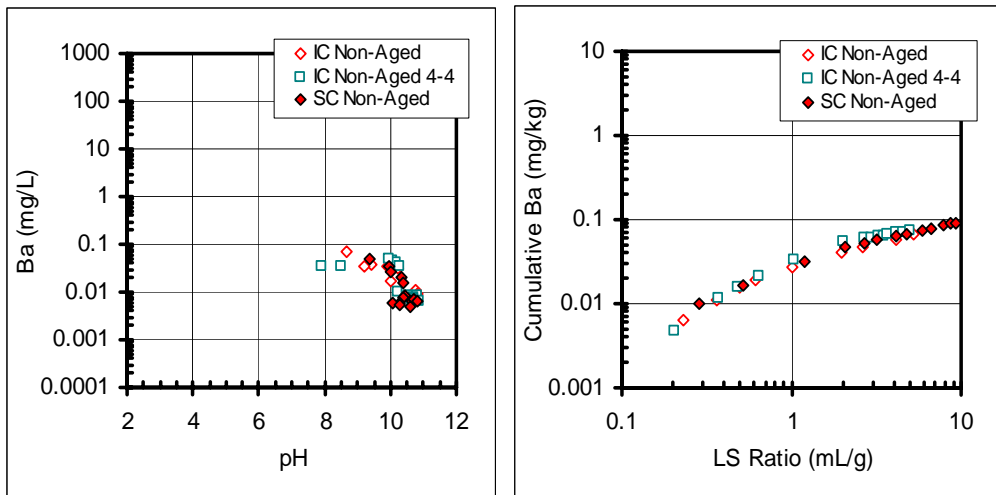 IC Non-Aged
IC Non-Aged 4-4
SC Non-Aged
1000
100
10
1
0.1
0.01
0.001
0.0001
Ba (mg/L)
2 4 6 8 10 12
pH
IC Non-Aged
IC Non-Aged 4-4
SC Non-Aged
10
1
0.1
0.01
0.001
Cumulative Ba (mg/kg)
0.1 1 10
LS Ratio (mL/g)